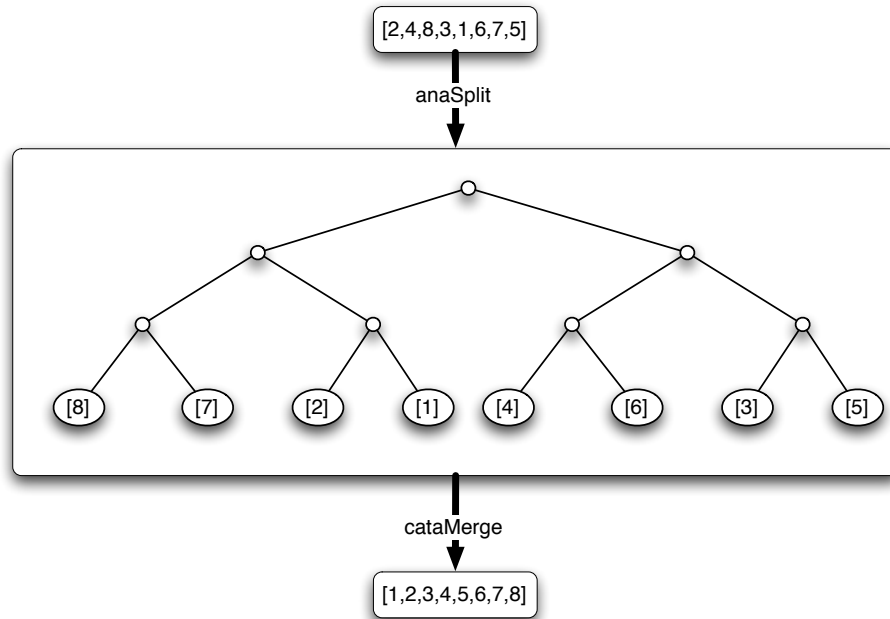 [2,4,8,3,1,6,7,5]
anaSplit
[8] [7] [2] [1] [4] [6] [3] [5]
cataMerge
[1,2,3,4,5,6,7,8]